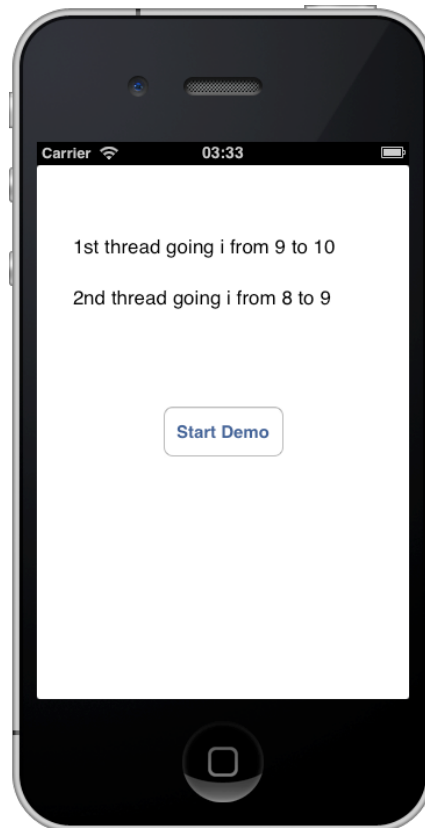 Carrier 03:33
1st thread going i from 9 to 10
2nd thread going i from 8 to 9
Start Demo